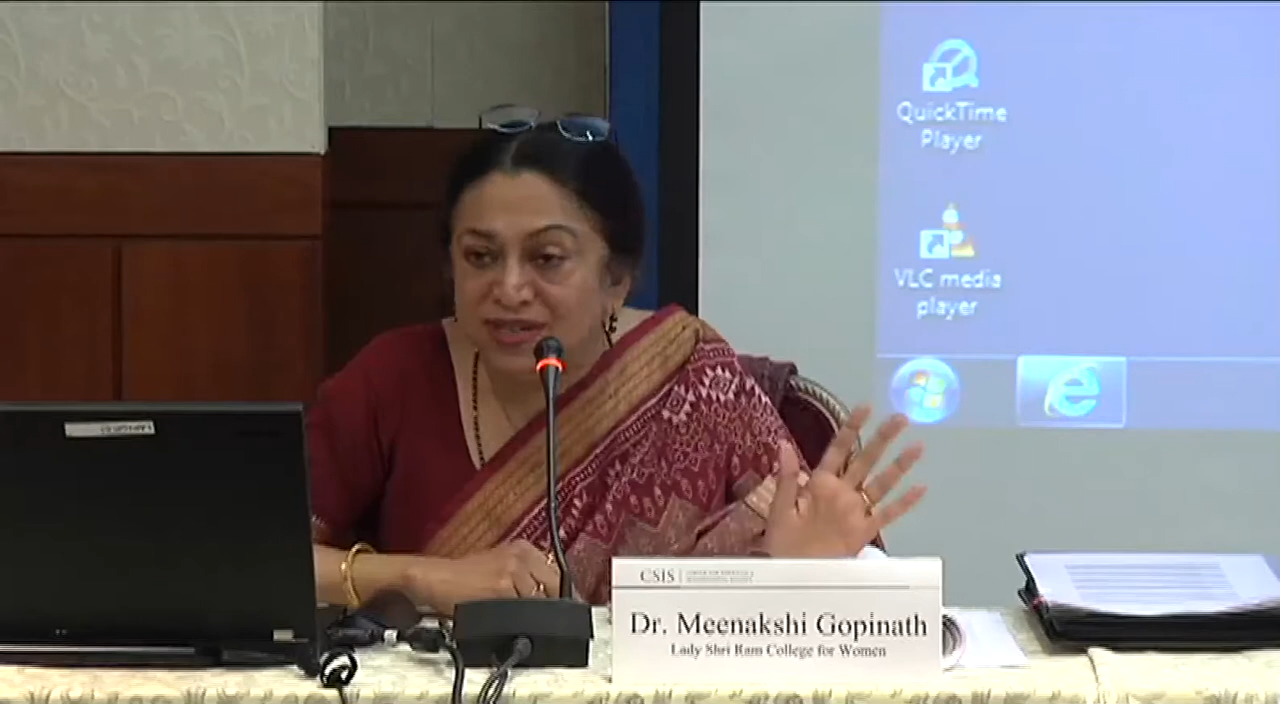 QuickTime
Player
VLC media
player
CSIS
Dr. Meenakshi Gopinath
Lady Shri Ram College for Women